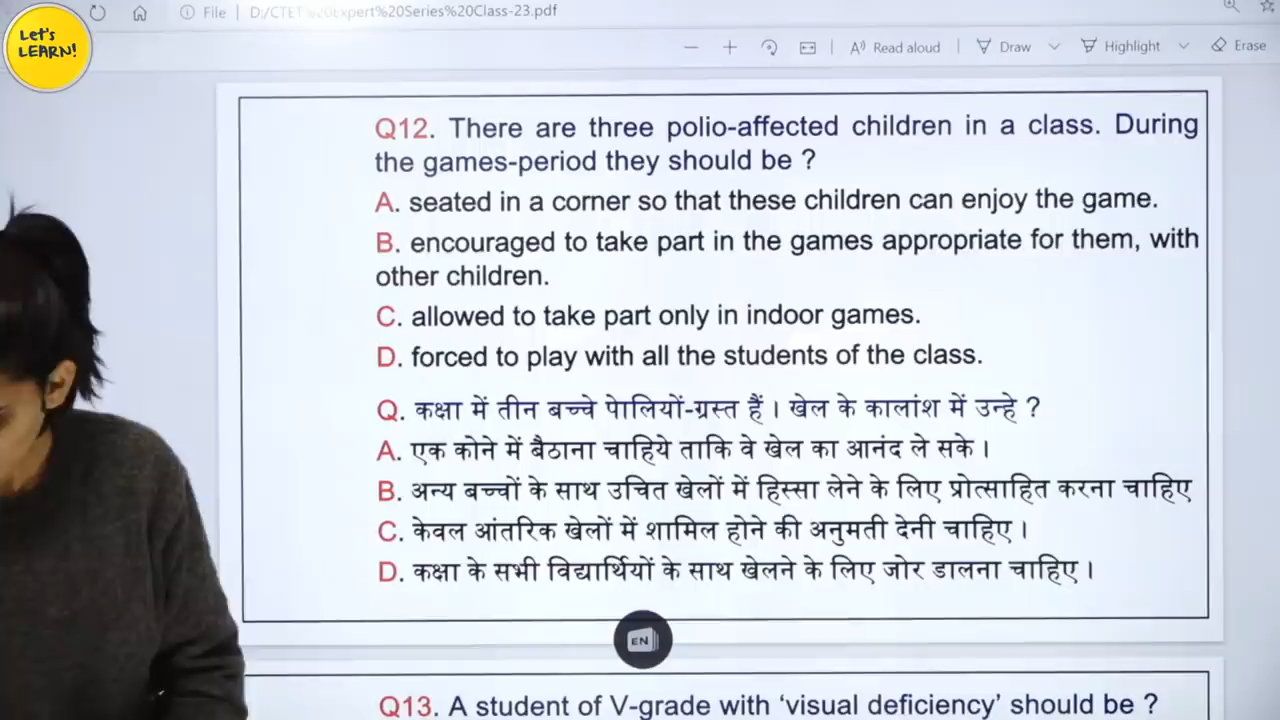 Let's
LEARN!
File | D:/CTET%20Expert%20Series%20Class-23.pdf
Read aloud
Draw
Highlight
Erase
Q12. There are three polio-affected children in a class. During
the games-period they should be ?
A. seated in a corner so that these children can enjoy the game.
B. encouraged to take part in the games appropriate for them, with
other children.
C. allowed to take part only in indoor games.
D. forced to play with all the students of the class.
Q. कक्षा में तीन बच्चे पेालियों-ग्रस्त हैं । खेल के कालांश में उन्हे ?
A. एक कोने में बैठाना चाहिये ताकि वे खेल का आनंद ले सके ।
B. अन्य बच्चों के साथ उचित खेलों में हिस्सा लेने के लिए प्रोत्साहित करना चाहिए
C. केवल आंतरिक खेलों में शामिल होने की अनुमती देनी चाहिए ।
D. कक्षा के सभी विद्यार्थियों के साथ खेलने के लिए जोर डालना चाहिए ।
EN
Q13. A student of V-grade with ‘visual deficiency’ should be ?